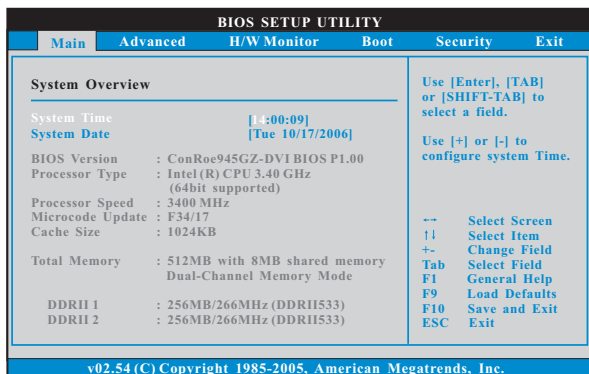 BIOS SETUP UTILITY
Main Advanced H/W Monitor Boot Security Exit
System Overview
System Time [14:00:09]
System Date [Tue 10/17/2006]
BIOS Version : ConRoe945GZ-DVI BIOS P1.00
Processor Type : Intel (R) CPU 3.40 GHz
(64bit supported)
Processor Speed : 3400 MHz
Microcode Update : F34/17
Cache Size : 1024KB
Total Memory : 512MB with 8MB shared memory
Dual-Channel Memory Mode
DDRII 1 : 256MB/266MHz (DDRII533)
DDRII 2 : 256MB/266MHz (DDRII533)
Use [Enter], [TAB]
or [SHIFT-TAB] to
select a field.
Use [+] or [-] to
configure system Time.
←→ Select Screen
↑↓ Select Item
+- Change Field
Tab Select Field
F1 General Help
F9 Load Defaults
F10 Save and Exit
ESC Exit
v02.54 (C) Copyright 1985-2005, American Megatrends, Inc.